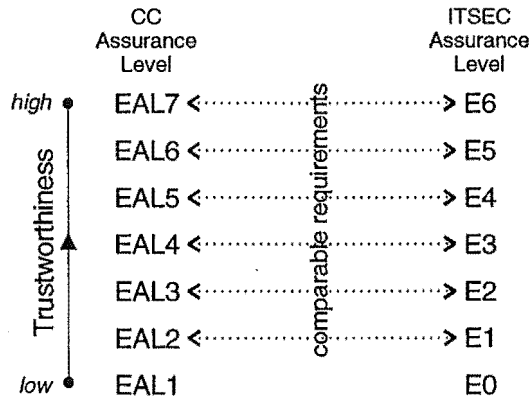 CC
Assurance
Level
ITSEC
Assurance
Level
high
EAL7
E6
EAL6
E5
EAL5
E4
EAL4
E3
EAL3
E2
EAL2
E1
low
EAL1
E0
Trustworthiness
comparable requirements